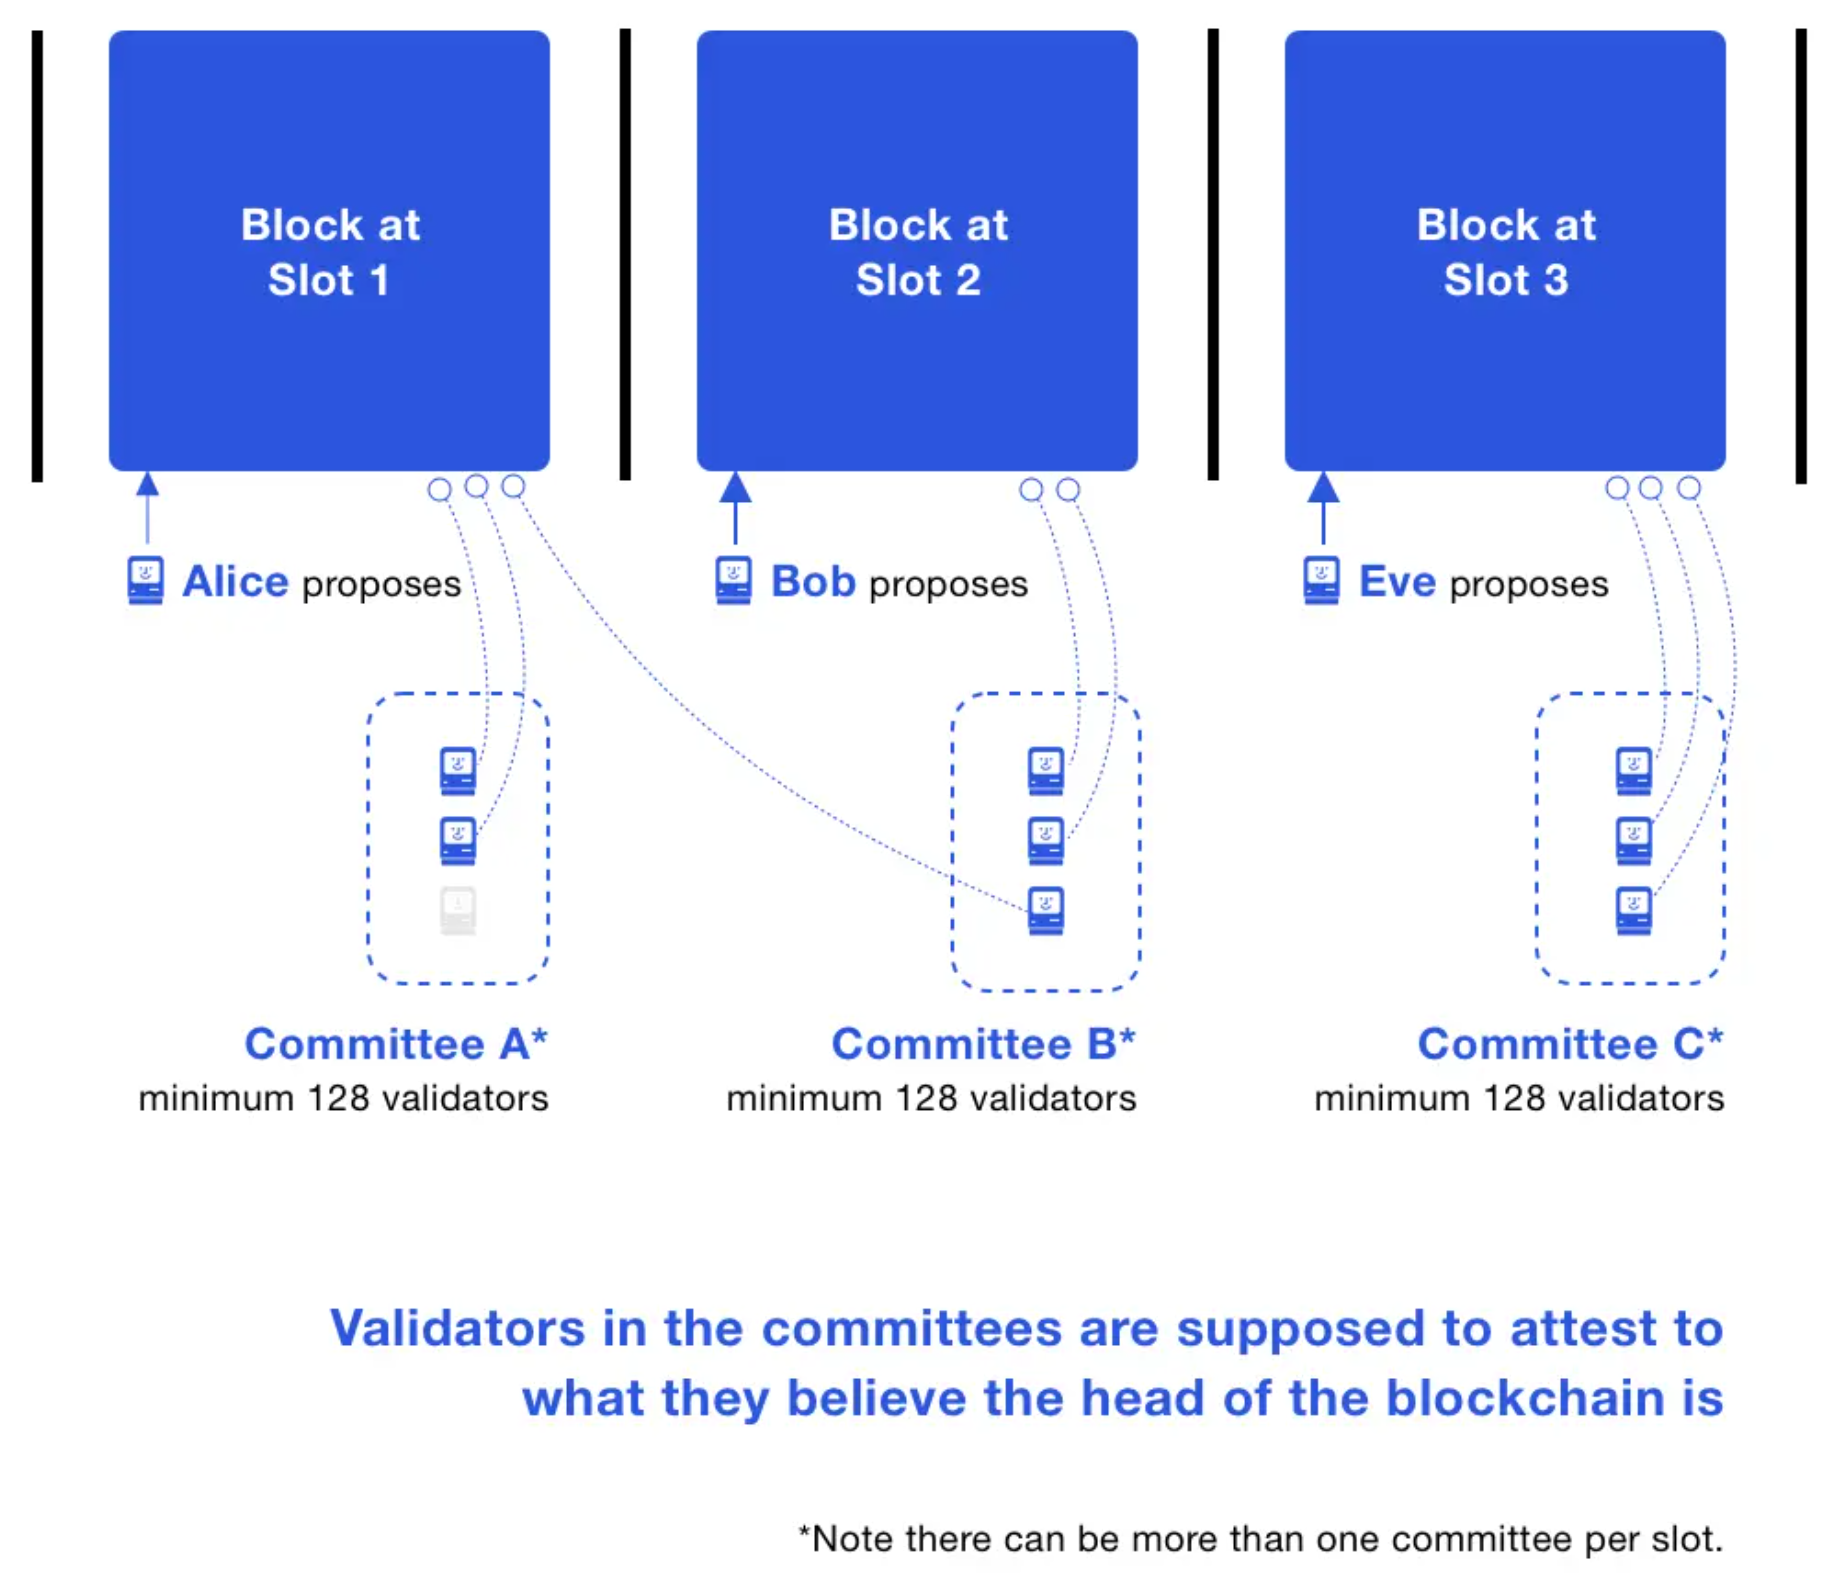 Block at
Slot 1
Block at
Slot 2
Block at
Slot 3
Alice proposes
Bob proposes
Eve proposes
Committee A*
minimum 128 validators
Committee B*
minimum 128 validators
Committee C*
minimum 128 validators
Validators in the committees are supposed to attest to
what they believe the head of the blockchain is
*Note there can be more than one committee per slot.